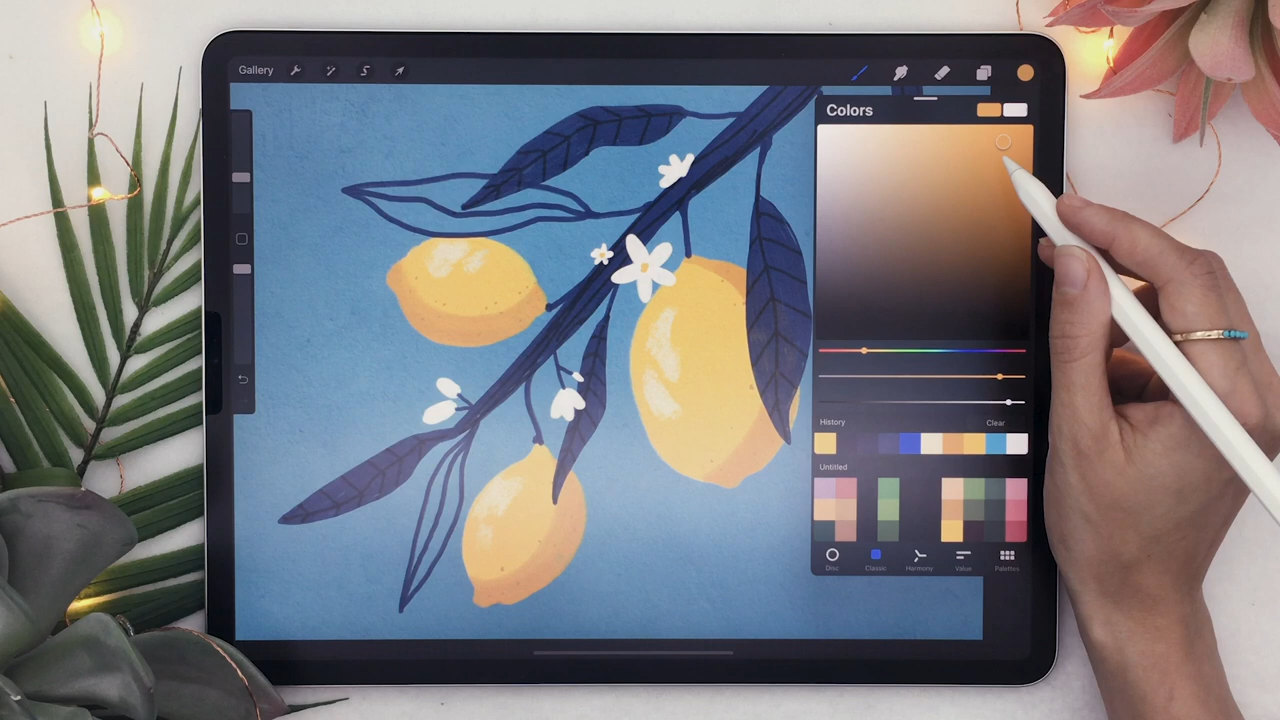 Gallery
Colors
History Clear
Untitled
Disc Classic Harmony Value Palettes